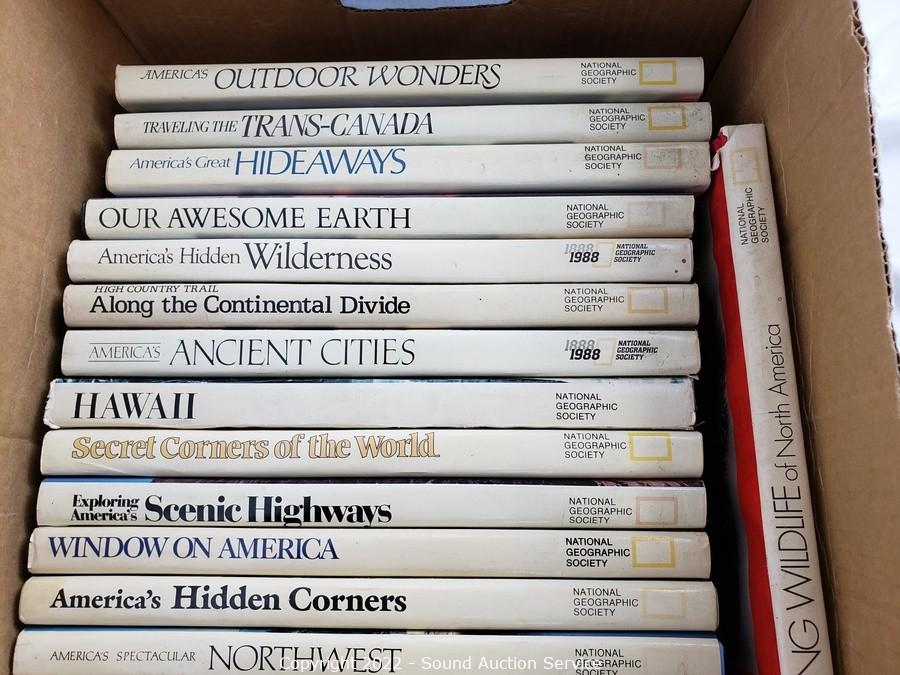 AMERICA'S OUTDOOR WONDERS NATIONAL GEOGRAPHIC SOCIETY
TRAVELING THE TRANS-CANADA NATIONAL GEOGRAPHIC SOCIETY
America's Great HIDEAWAYS NATIONAL GEOGRAPHIC SOCIETY
OUR AWESOME EARTH NATIONAL GEOGRAPHIC SOCIETY
America's Hidden Wilderness 1888 1988 NATIONAL GEOGRAPHIC SOCIETY
HIGH COUNTRY TRAIL
Along the Continental Divide NATIONAL GEOGRAPHIC SOCIETY
AMERICA'S ANCIENT CITIES 1888 1988 NATIONAL GEOGRAPHIC SOCIETY
HAWAII NATIONAL GEOGRAPHIC SOCIETY
Secret Corners of the World NATIONAL GEOGRAPHIC SOCIETY
Exploring America's Scenic Highways NATIONAL GEOGRAPHIC SOCIETY
WINDOW ON AMERICA NATIONAL GEOGRAPHIC SOCIETY
America's Hidden Corners NATIONAL GEOGRAPHIC SOCIETY
AMERICA'S SPECTACULAR NORTHWEST NATIONAL GEOGRAPHIC SOCIETY
NG WILDLIFE of North America NATIONAL GEOGRAPHIC SOCIETY
Copyright 2022 - Sound Auction Service